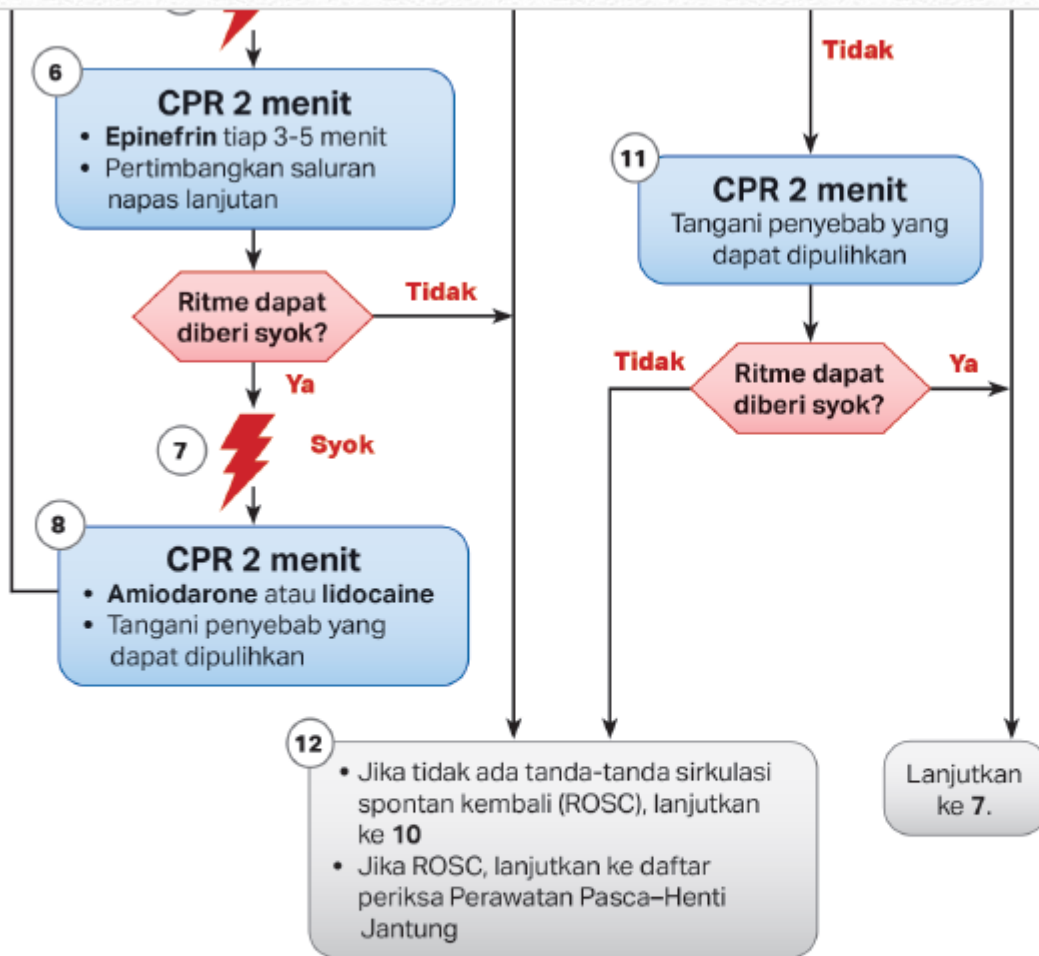 6
CPR 2 menit
• Epinefrin tiap 3-5 menit
• Pertimbangkan saluran
napas lanjutan
Ritme dapat
diberi syok?
Tidak
Ya
7
Syok
8
CPR 2 menit
• Amiodarone atau lidocaine
• Tangani penyebab yang
dapat dipulihkan
Tidak
11
CPR 2 menit
Tangani penyebab yang
dapat dipulihkan
Tidak
Ritme dapat
diberi syok?
Ya
12
• Jika tidak ada tanda-tanda sirkulasi
spontan kembali (ROSC), lanjutkan
ke 10
• Jika ROSC, lanjutkan ke daftar
periksa Perawatan Pasca–Henti
Jantung
Lanjutkan
ke 7.